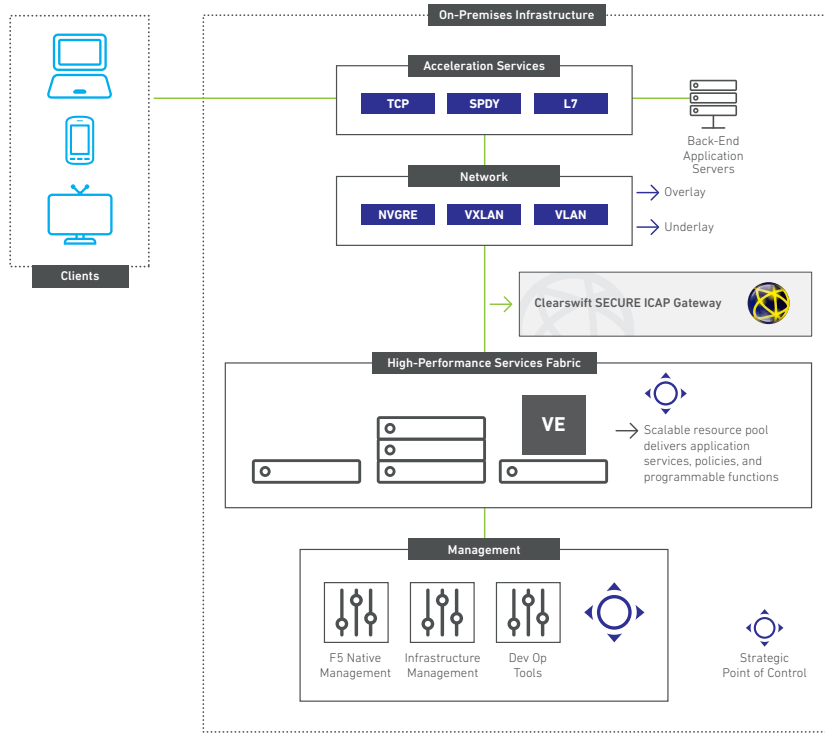 On-Premises Infrastructure
Acceleration Services
TCP
SPDY
L7
Back-End
Application
Servers
Network
NVGRE
VXLAN
VLAN
Overlay
Underlay
Clients
Clearswift SECURE ICAP Gateway
High-Performance Services Fabric
VE
Scalable resource pool
delivers application
services, policies, and
programmable functions
Management
F5 Native
Management
Infrastructure
Management
Dev Op
Tools
Strategic
Point of Control